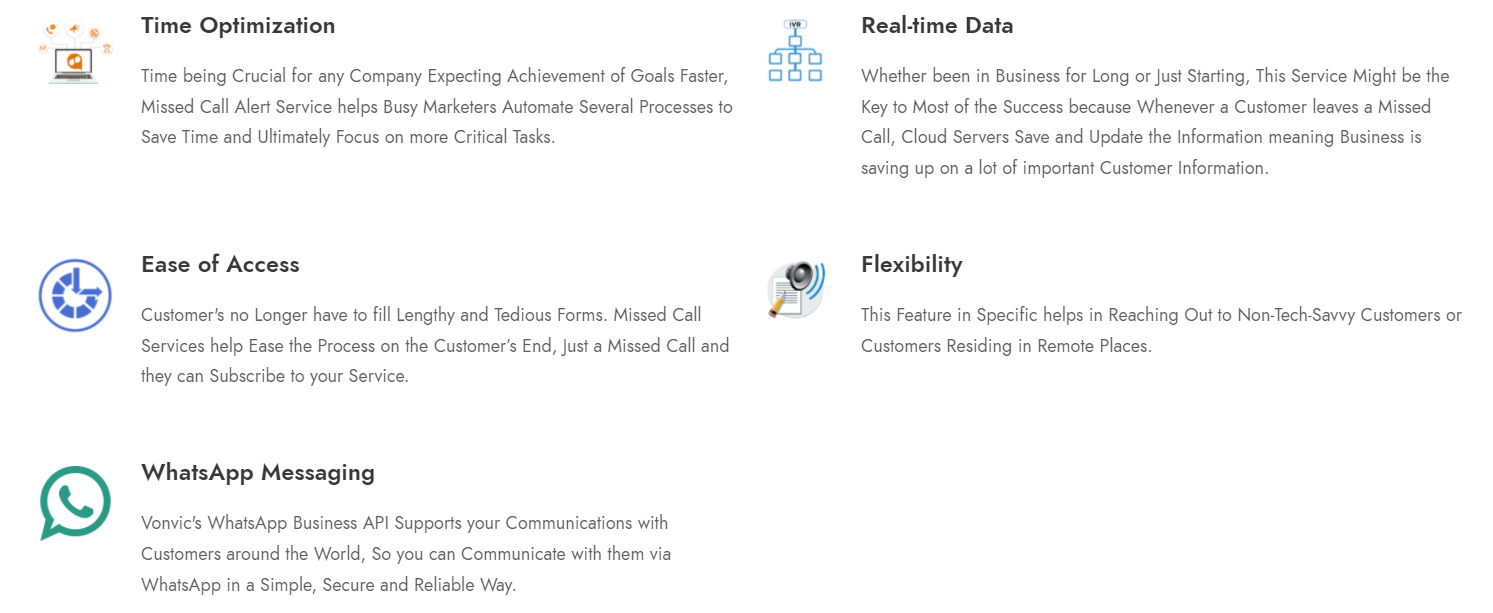 Time Optimization
Time being Crucial for any Company Expecting Achievement of Goals Faster,
Missed Call Alert Service helps Busy Marketers Automate Several Processes to
Save Time and Ultimately Focus on more Critical Tasks.
IVR
Real-time Data
Whether been in Business for Long or Just Starting, This Service Might be the
Key to Most of the Success because Whenever a Customer leaves a Missed
Call, Cloud Servers Save and Update the Information meaning Business is
saving up on a lot of important Customer Information.
Ease of Access
Customer's no Longer have to fill Lengthy and Tedious Forms. Missed Call
Services help Ease the Process on the Customer’s End, Just a Missed Call and
they can Subscribe to your Service.
Flexibility
This Feature in Specific helps in Reaching Out to Non-Tech-Savvy Customers or
Customers Residing in Remote Places.
WhatsApp Messaging
Vonvic's WhatsApp Business API Supports your Communications with
Customers around the World, So you can Communicate with them via
WhatsApp in a Simple, Secure and Reliable Way.